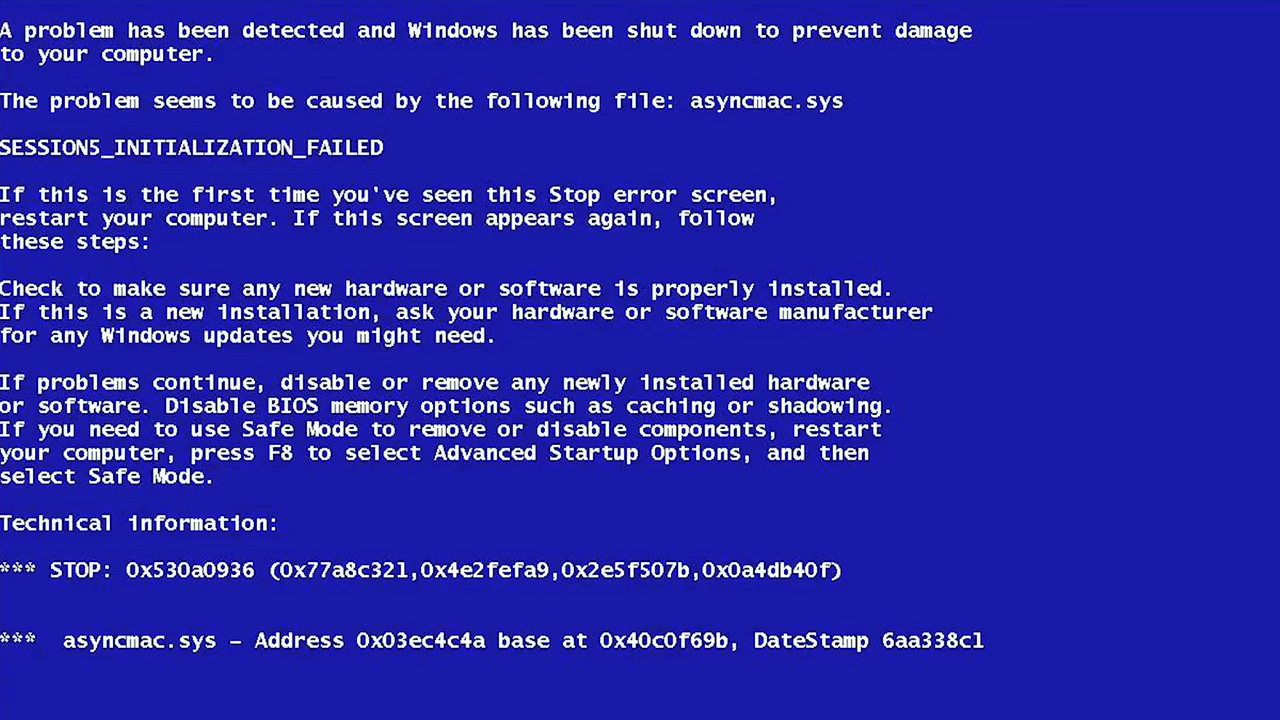 A problem has been detected and Windows has been shut down to prevent damage
to your computer.
The problem seems to be caused by the following file: asyncmac.sys
SESSION5_INITIALIZATION_FAILED
If this is the first time you've seen this Stop error screen,
restart your computer. If this screen appears again, follow
these steps:
Check to make sure any new hardware or software is properly installed.
If this is a new installation, ask your hardware or software manufacturer
for any Windows updates you might need.
If problems continue, disable or remove any newly installed hardware
or software. Disable BIOS memory options such as caching or shadowing.
If you need to use Safe Mode to remove or disable components, restart
your computer, press F8 to select Advanced Startup Options, and then
select Safe Mode.
Technical information:
*** STOP: 0x530a0936 (0x77a8c321,0x4e2fefa9,0x2e5f507b,0x0a4db40f)
***  asyncmac.sys – Address 0x03ec4c4a base at 0x40c0f69b, DateStamp 6aa338c1